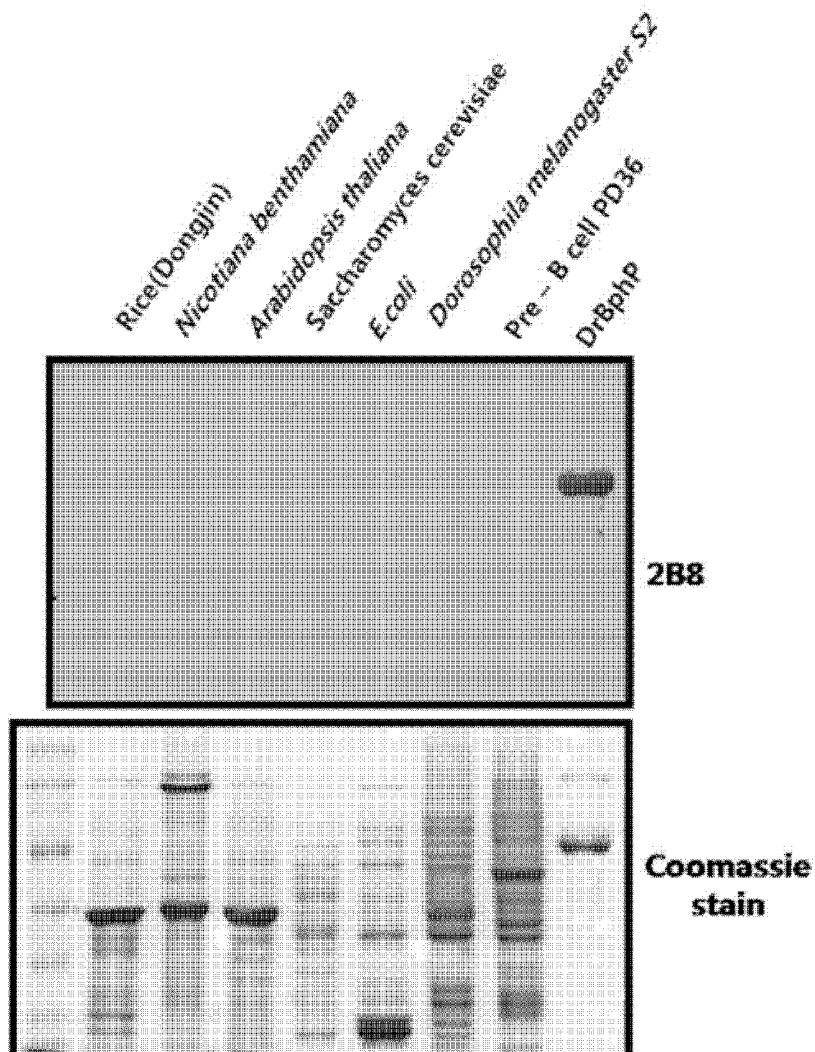 Rice(Dongjin)
Nicotiana benthamiana
Arabidopsis thaliana
Saccharomyces cerevisiae
E.coli
Dorosophila melanogaster S2
Pre – B cell PD36
DrBphP
2B8
Coomassie
stain